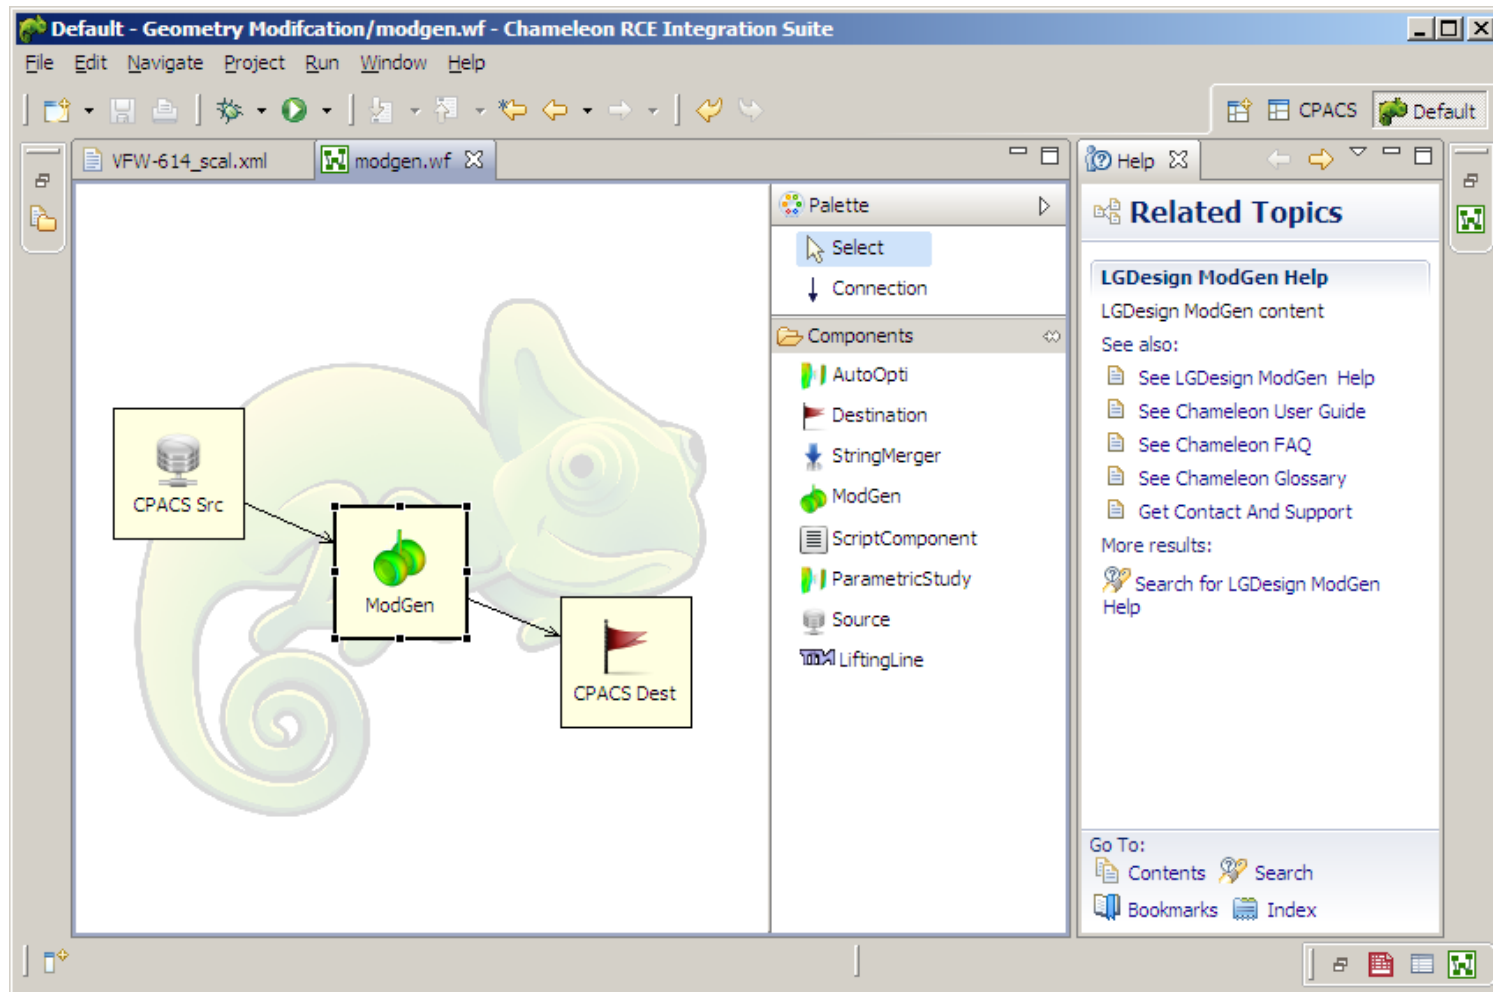 Default - Geometry Modifcation/modgen.wf - Chameleon RCE Integration Suite
File Edit Navigate Project Run Window Help
CPACS Default
VFW-614_scal.xml modgen.wf
CPACS Src
ModGen
CPACS Dest
Palette
Select
Connection
Components
AutoOpti
Destination
StringMerger
ModGen
ScriptComponent
ParametricStudy
Source
LiftingLine
Help
Related Topics
LGDesign ModGen Help
LGDesign ModGen content
See also:
See LGDesign ModGen Help
See Chameleon User Guide
See Chameleon FAQ
See Chameleon Glossary
Get Contact And Support
More results:
Search for LGDesign ModGen
Help
Go To:
Contents Search
Bookmarks Index